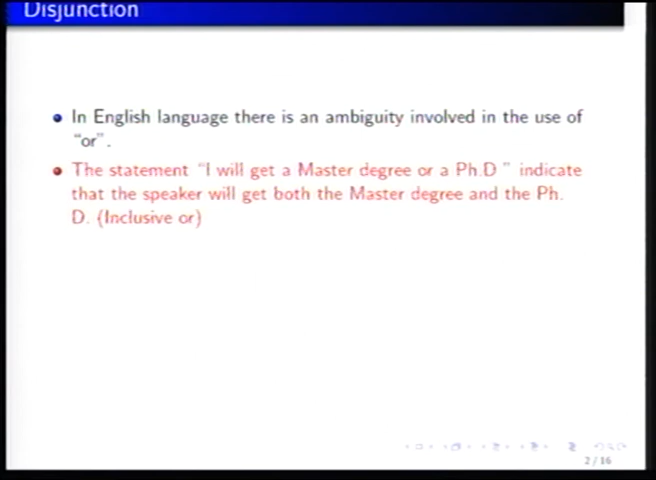 Disjunction
In English language there is an ambiguity involved in the use of
"or".
The statement "I will get a Master degree or a Ph.D " indicate
that the speaker will get both the Master degree and the Ph.
D. (Inclusive or)
2/16